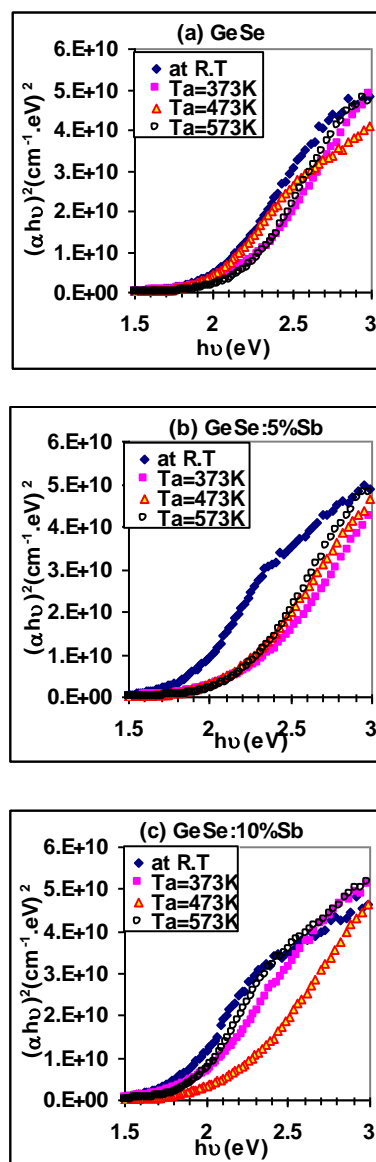 (a) GeSe
at R.T
Ta=373K
Ta=473K
Ta=573K
6.E+10
5.E+10
4.E+10
3.E+10
2.E+10
1.E+10
0.E+00
(αhυ)²(cm⁻¹.eV)²
1.5 2 2.5 3
hυ(eV)
(b) GeSe:5%Sb
at R.T
Ta=373K
Ta=473K
Ta=573K
6.E+10
5.E+10
4.E+10
3.E+10
2.E+10
1.E+10
0.E+00
(αhυ)²(cm⁻¹.eV)²
1.5 2 2.5 3
hυ(eV)
(c) GeSe:10%Sb
at R.T
Ta=373K
Ta=473K
Ta=573K
6.E+10
5.E+10
4.E+10
3.E+10
2.E+10
1.E+10
0.E+00
(αhυ)²(cm⁻¹.eV)²
1.5 2 2.5 3
hυ(eV)